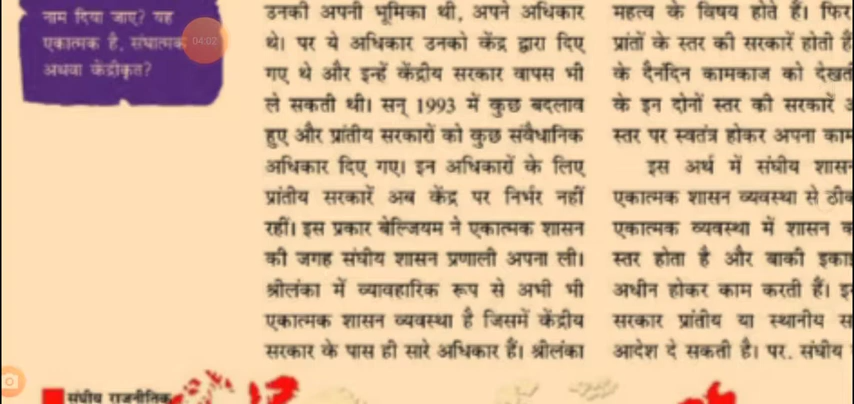 नाम दिया जाए? यह
एकात्मक है, संघात्मक
अथवा केंद्रीकृत?
04:02
उनकी अपनी भूमिका थी, अपने अधिकार
थे। पर ये अधिकार उनको केंद्र द्वारा दिए
गए थे और इन्हें केंद्रीय सरकार वापस भी
ले सकती थी। सन् 1993 में कुछ बदलाव
हुए और प्रांतीय सरकारों को कुछ संवैधानिक
अधिकार दिए गए। इन अधिकारों के लिए
प्रांतीय सरकारें अब केंद्र पर निर्भर नहीं
रहीं। इस प्रकार बेल्जियम ने एकात्मक शासन
की जगह संघीय शासन प्रणाली अपना ली।
श्रीलंका में व्यावहारिक रूप से अभी भी
एकात्मक शासन व्यवस्था है जिसमें केंद्रीय
सरकार के पास ही सारे अधिकार हैं। श्रीलंका
महत्व के विषय होते हैं। फिर
प्रांतों के स्तर की सरकारें होती हैं
के दैनंदिन कामकाज को देखत
के इन दोनों स्तर की सरकारें
स्तर पर स्वतंत्र होकर अपना काम
इस अर्थ में संघीय शासन
एकात्मक शासन व्यवस्था से ठीक
एकात्मक व्यवस्था में शासन क
स्तर होता है और बाकी इका
अधीन होकर काम करती हैं। इ
सरकार प्रांतीय या स्थानीय स
आदेश दे सकती है। पर, संघीय
संघीय राजनीतिक